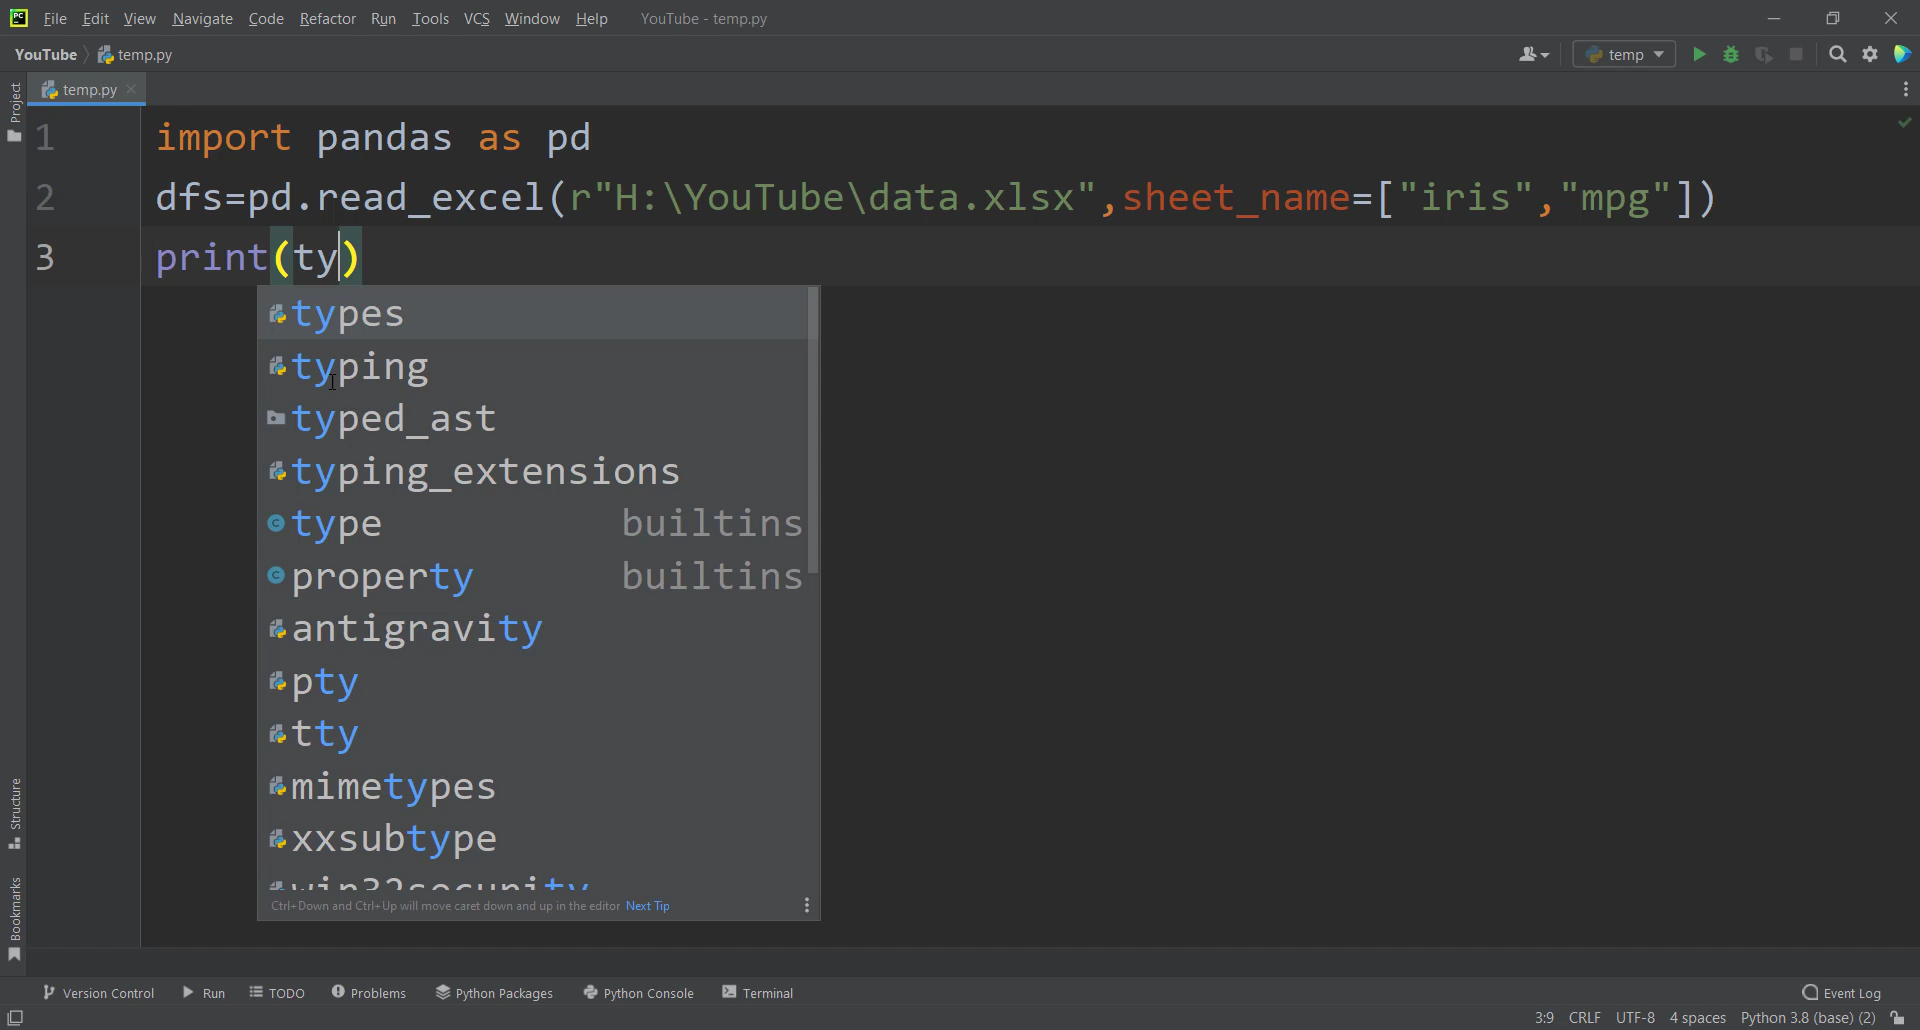 File Edit View Navigate Code Refactor Run Tools VCS Window Help YouTube - temp.py
YouTube temp.py
temp
temp.py
Project
1 import pandas as pd
2 dfs=pd.read_excel(r"H:\YouTube\data.xlsx",sheet_name=["iris","mpg"])
3 print(ty)
types
typing
typed_ast
typing_extensions
type builtins
property builtins
antigravity
pty
tty
mimetypes
xxsubtype
win32security
Ctrl+Down and Ctrl+Up will move caret down and up in the editor Next Tip
Structure
Bookmarks
Version Control Run TODO Problems Python Packages Python Console Terminal Event Log
3:9 CRLF UTF-8 4 spaces Python 3.8 (base) (2)